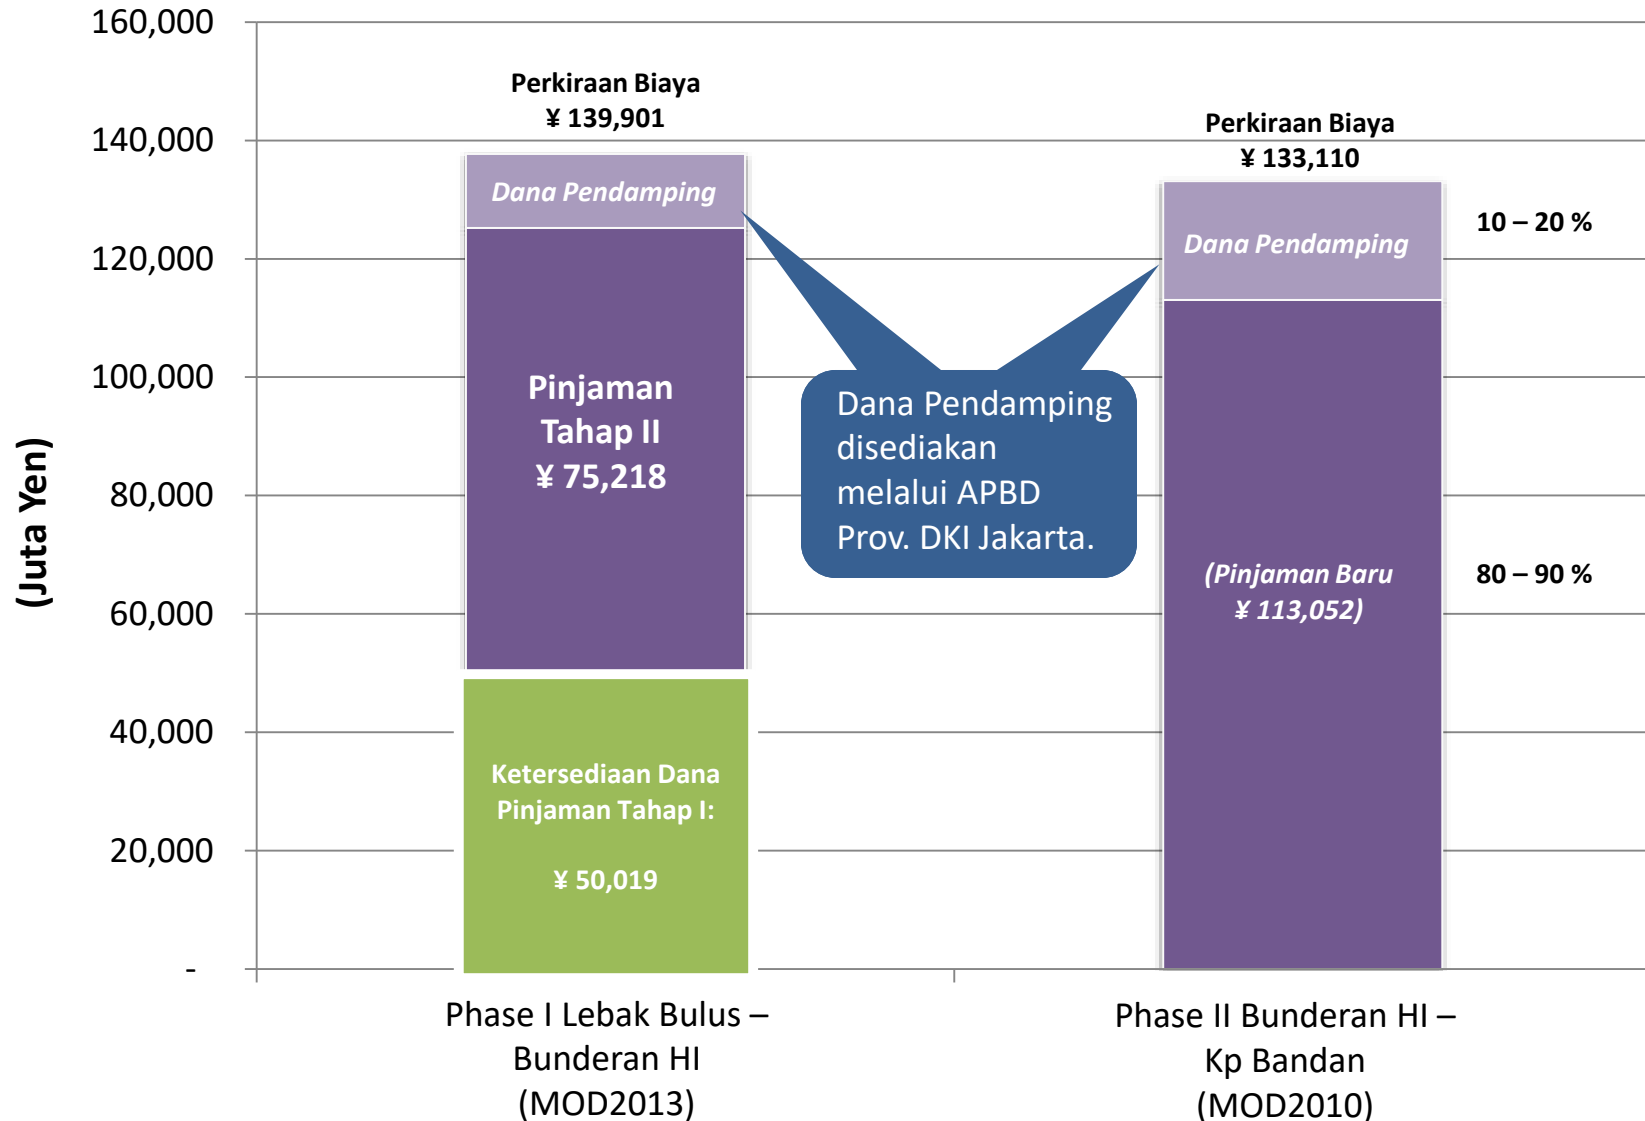 160,000
140,000
120,000
100,000
80,000
60,000
40,000
20,000
-
(Juta Yen)
Perkiraan Biaya
¥ 139,901
Dana Pendamping
Pinjaman
Tahap II
¥ 75,218
Ketersediaan Dana
Pinjaman Tahap I:
¥ 50,019
Dana Pendamping
disediakan
melalui APBD
Prov. DKI Jakarta.
Perkiraan Biaya
¥ 133,110
Dana Pendamping
(Pinjaman Baru
¥ 113,052)
10 – 20 %
80 – 90 %
Phase I Lebak Bulus –
Bunderan HI
(MOD2013)
Phase II Bunderan HI –
Kp Bandan
(MOD2010)